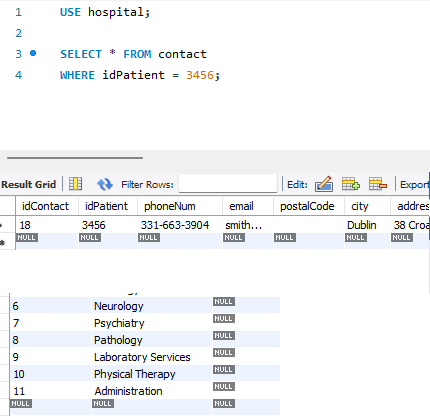 1 USE hospital;
2
3 SELECT * FROM contact
4 WHERE idPatient = 3456;
Result Grid Filter Rows: Edit: Export
idContact idPatient phoneNum email postalCode city addres
18 3456 331-663-3904 smith... Dublin 38 Croa
NULL NULL NULL NULL NULL NULL NULL
6 Neurology NULL
7 Psychiatry NULL
8 Pathology NULL
9 Laboratory Services NULL
10 Physical Therapy NULL
11 Administration NULL
NULL NULL NULL